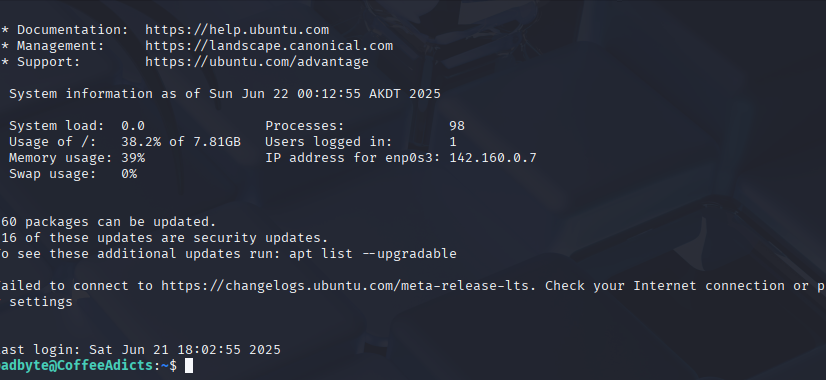 * Documentation:  https://help.ubuntu.com
* Management:     https://landscape.canonical.com
* Support:        https://ubuntu.com/advantage
System information as of Sun Jun 22 00:12:55 AKDT 2025
System load:  0.0               Processes:             98
Usage of /:   38.2% of 7.81GB   Users logged in:       1
Memory usage: 39%               IP address for enp0s3: 142.160.0.7
Swap usage:   0%
60 packages can be updated.
16 of these updates are security updates.
o see these additional updates run: apt list --upgradable
ailed to connect to https://changelogs.ubuntu.com/meta-release-lts. Check your Internet connection or p
settings
ast login: Sat Jun 21 18:02:55 2025
adbyte@CoffeeAdicts:~$